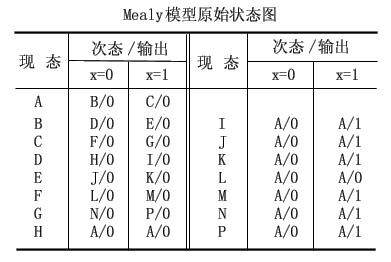 Mealy模型原始状态图
现 态 次态/输出 现 态 次态/输出
x=0 x=1 x=0 x=1
A B/0 C/0
B D/0 E/0 I A/0 A/1
C F/0 G/0 J A/0 A/1
D H/0 I/0 K A/0 A/1
E J/0 K/0 L A/0 A/0
F L/0 M/0 M A/0 A/1
G N/0 P/0 N A/0 A/1
H A/0 A/0 P A/0 A/1